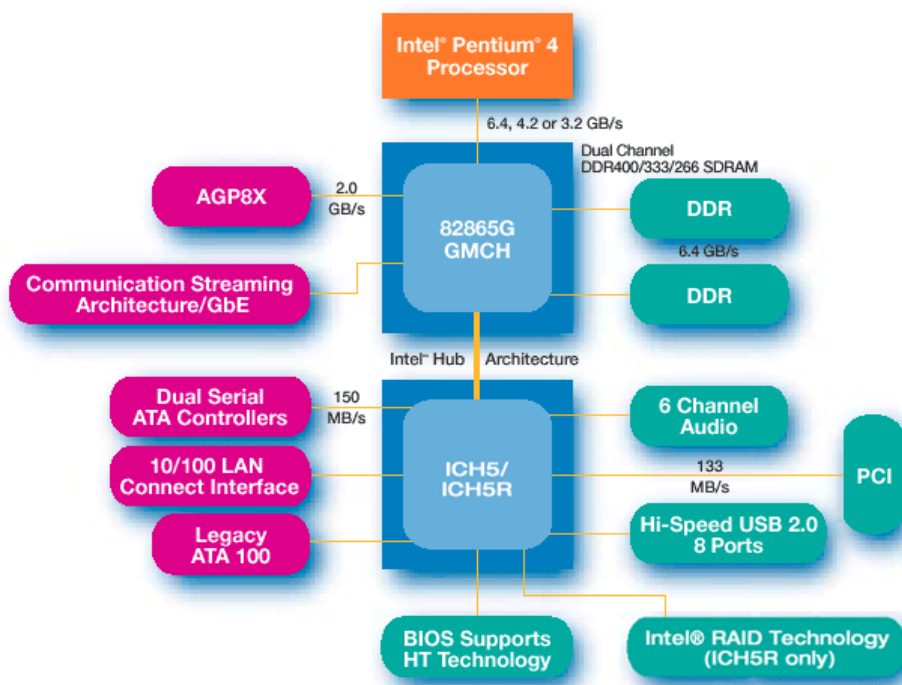 Intel® Pentium® 4
Processor
6.4, 4.2 or 3.2 GB/s
Dual Channel
DDR400/333/266 SDRAM
AGP8X
2.0
GB/s
82865G
GMCH
DDR
6.4 GB/s
DDR
Communication Streaming
Architecture/GbE
Intel® Hub Architecture
Dual Serial
ATA Controllers
150
MB/s
6 Channel
Audio
10/100 LAN
Connect Interface
ICH5/
ICH5R
133
MB/s
PCI
Legacy
ATA 100
Hi-Speed USB 2.0
8 Ports
BIOS Supports
HT Technology
Intel® RAID Technology
(ICH5R only)